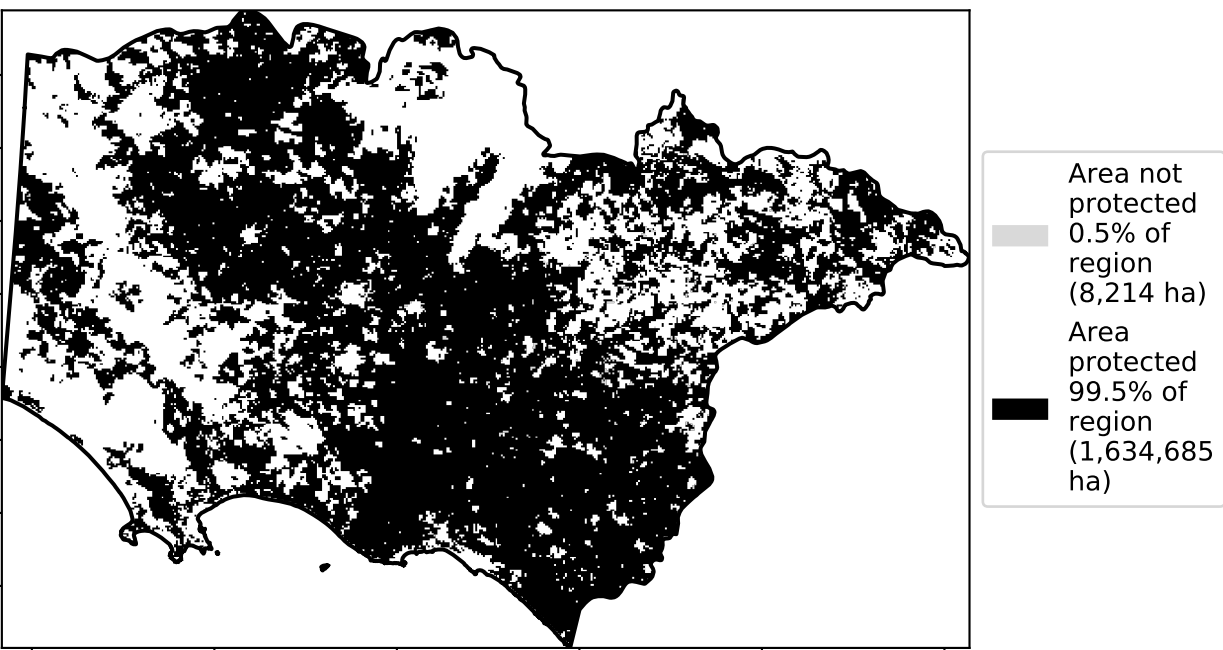 Area not
protected
0.5% of
region
(8,214 ha)
Area
protected
99.5% of
region
(1,634,685
ha)